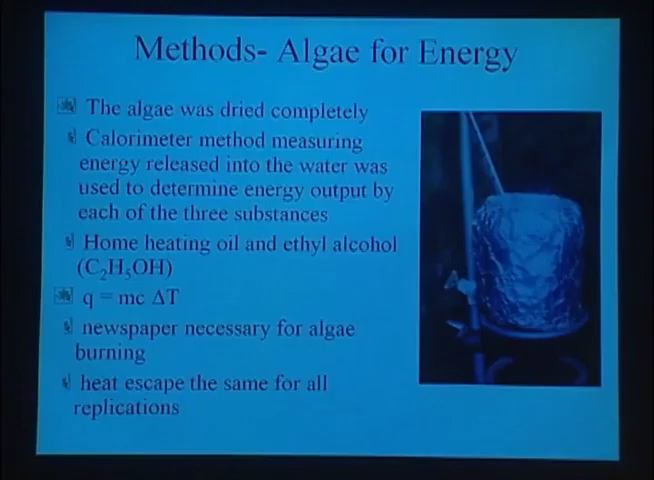 Methods- Algae for Energy
The algae was dried completely
Calorimeter method measuring
energy released into the water was
used to determine energy output by
each of the three substances
Home heating oil and ethyl alcohol
(C₂H₅OH)
q = mc ΔT
newspaper necessary for algae
burning
heat escape the same for all
replications